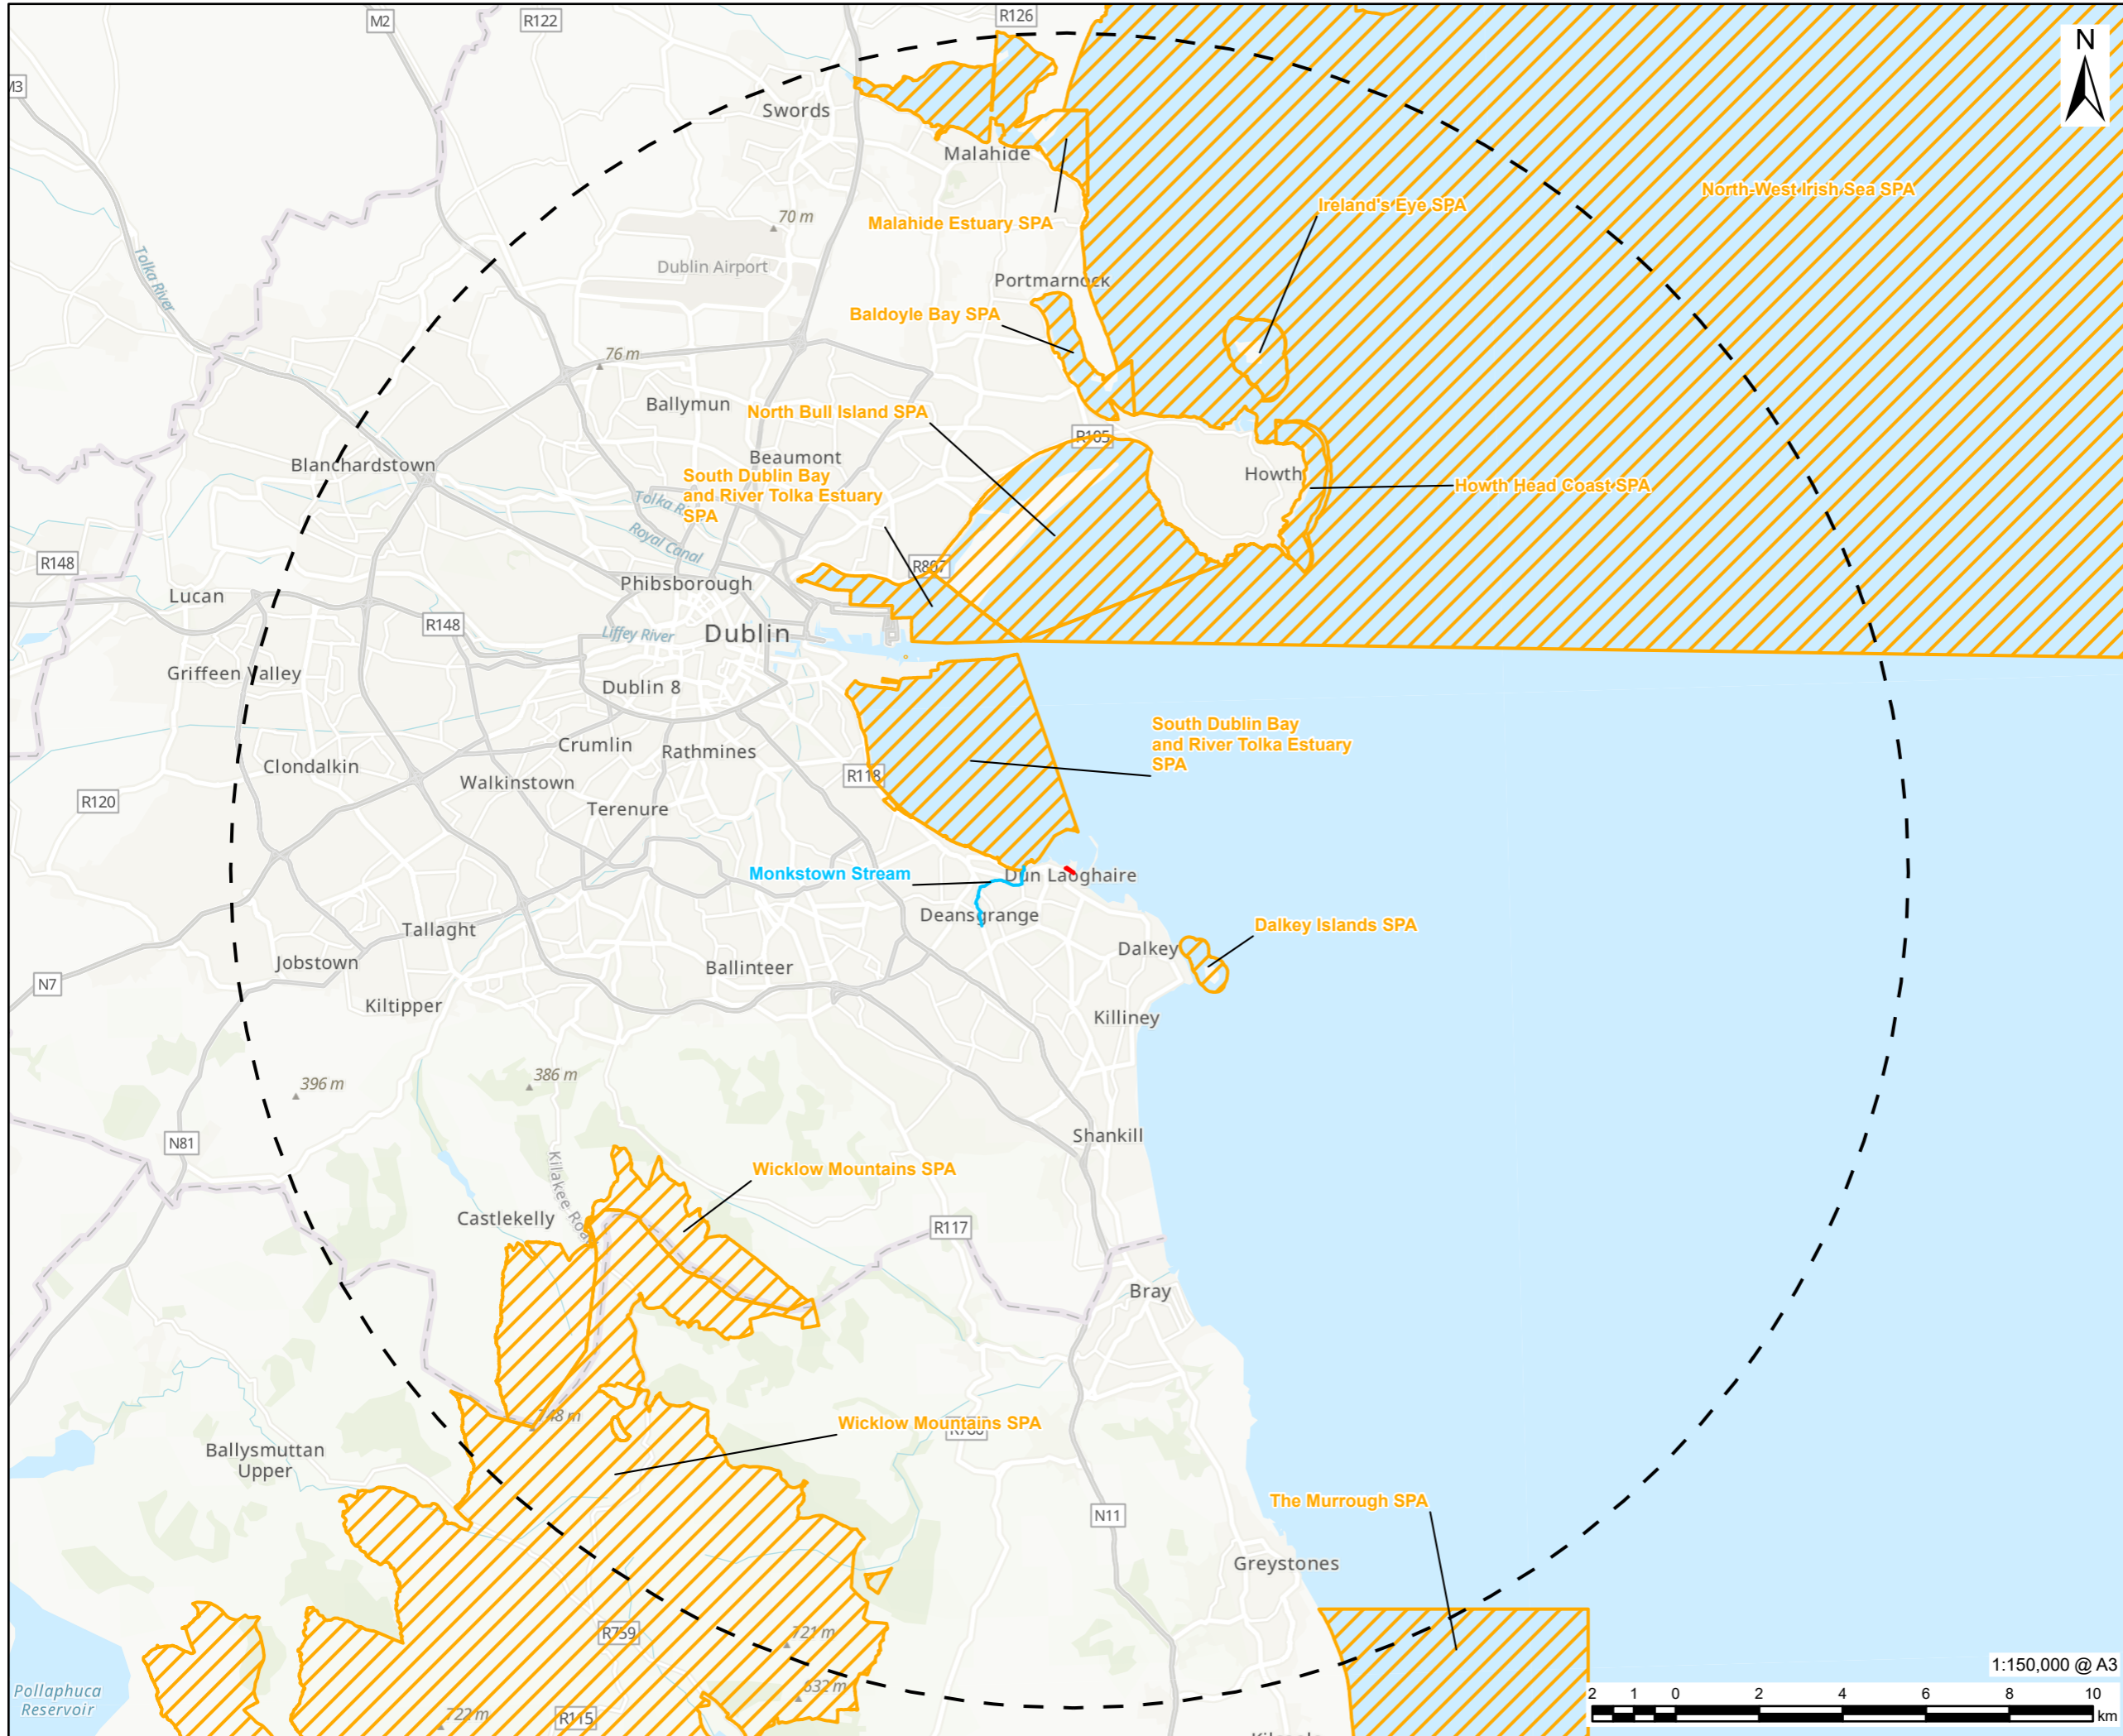 M2
R122
R126
N
M3
Swords
Malahide
North-West Irish Sea SPA
Ireland's Eye SPA
70 m
Malahide Estuary SPA
Tolka River
Dublin Airport
Portmarnock
Baldoyle Bay SPA
76 m
Ballymun
North Bull Island SPA
R105
Beaumont
Blanchardstown
Howth
South Dublin Bay
and River Tolka Estuary
SPA
Howth Head Coast SPA
Tolka R
Royal Canal
R148
R807
Phibsborough
Lucan
R148
Liffey River
Dublin
Griffeen Valley
Dublin 8
South Dublin Bay
and River Tolka Estuary
SPA
Crumlin
Rathmines
Clondalkin
R118
Walkinstown
R120
Terenure
Monkstown Stream
Dun Laoghaire
Deansgrange
Tallaght
Dalkey Islands SPA
Dalkey
Jobstown
Ballinteer
N7
Kiltipper
Killiney
386 m
396 m
Shankill
N81
Wicklow Mountains SPA
Kilakee Road
Castlekelly
R117
Bray
748 m
Wicklow Mountains SPA
Ballysmuttan
Upper
The Murrough SPA
N11
Greystones
R759
721 m
1:150,000 @ A3
Pollaphuca
Reservoir
632 m
2 1 0 2 4 6 8 10
km
722 m
R115